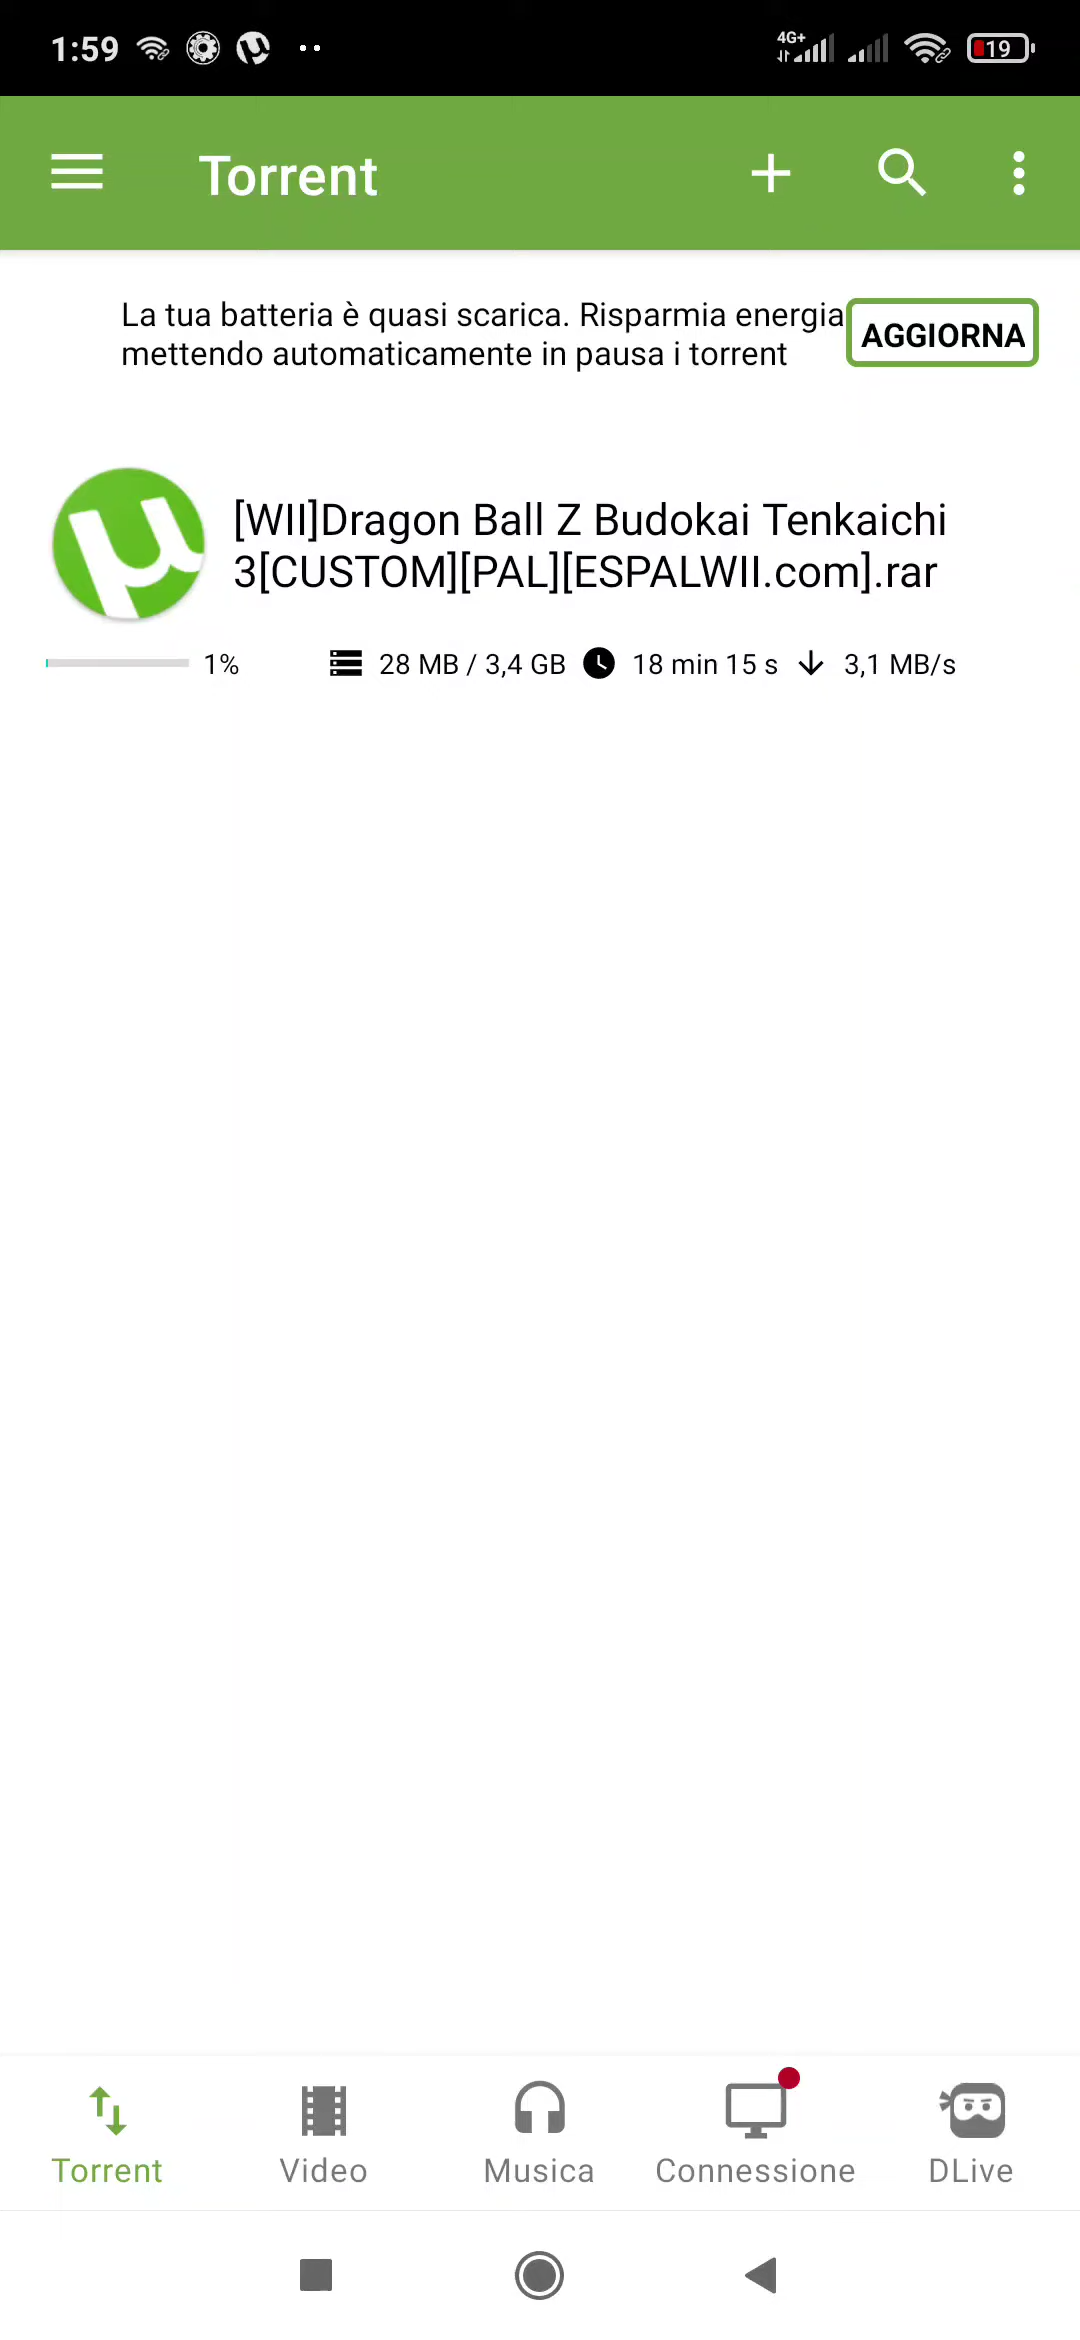 1:59
4G+
19
Torrent
La tua batteria è quasi scarica. Risparmia energia
mettendo automaticamente in pausa i torrent
AGGIORNA
[WII]Dragon Ball Z Budokai Tenkaichi
3[CUSTOM][PAL][ESPALWII.com].rar
1%
28 MB / 3,4 GB
18 min 15 s
3,1 MB/s
Torrent
Video
Musica
Connessione
DLive